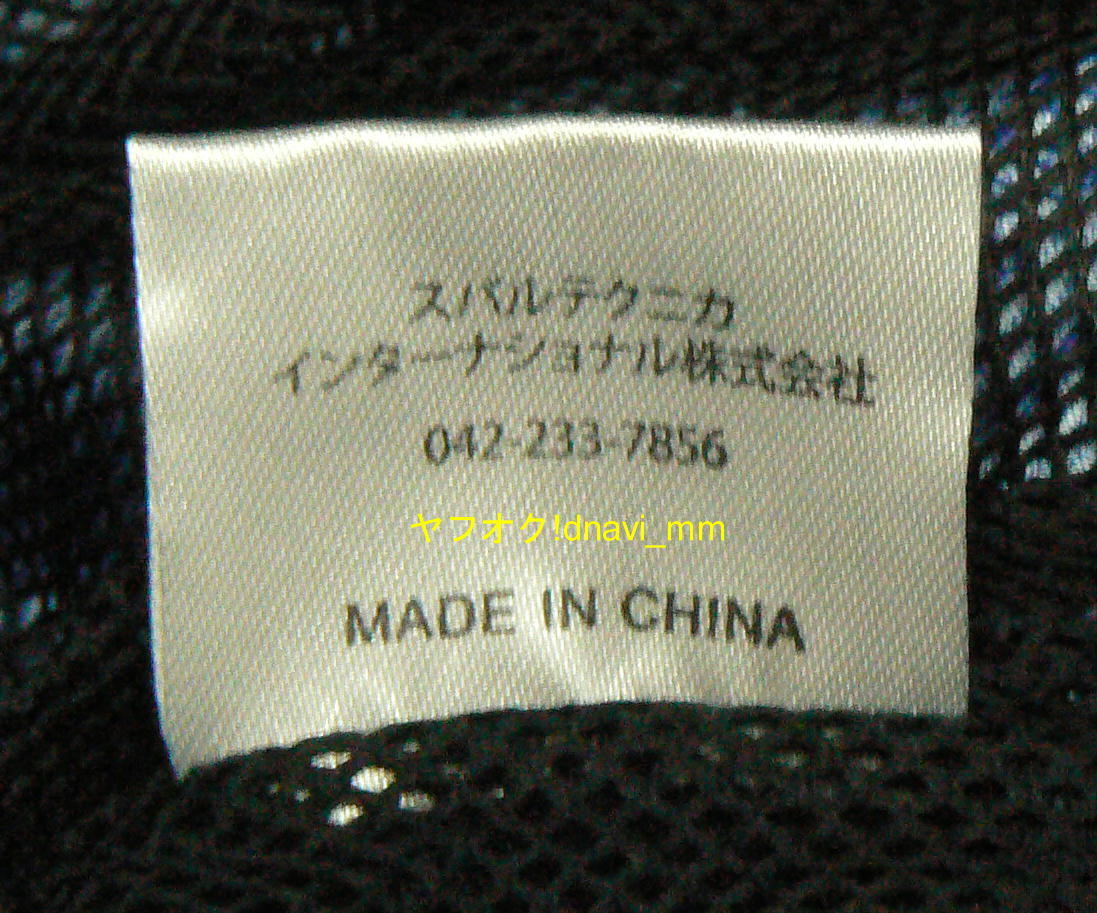 スバルテクニカ
インターナショナル株式会社
042-233-7856
ヤフオク!dnavi_mm
MADE IN CHINA